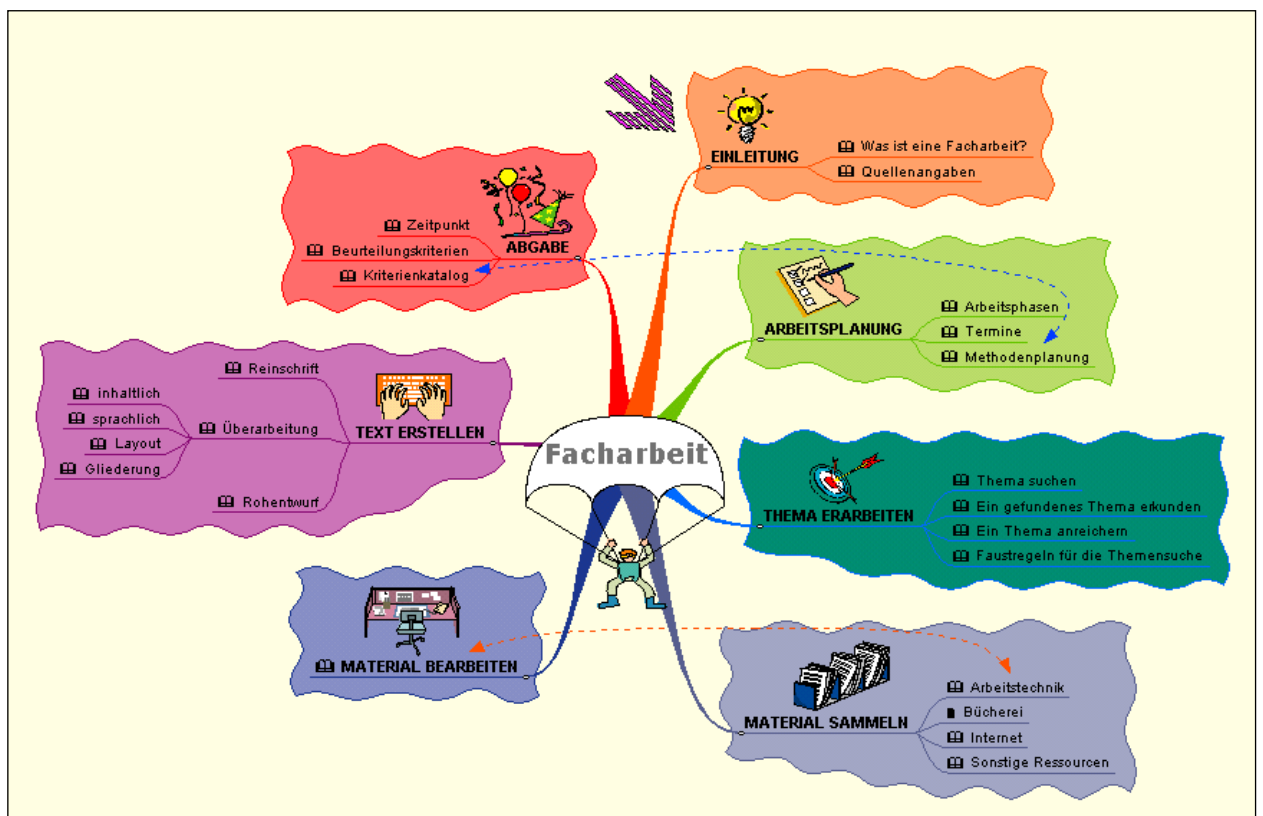 Facharbeit
EINLEITUNG
Was ist eine Facharbeit?
Quellenangaben
ARBEITSPLANUNG
Arbeitsphasen
Termine
Methodenplanung
THEMA ERARBEITEN
Thema suchen
Ein gefundenes Thema erkunden
Ein Thema anreichern
Faustregeln für die Themensuche
MATERIAL SAMMELN
Arbeitstechnik
Bücherei
Internet
Sonstige Ressourcen
MATERIAL BEARBEITEN
TEXT ERSTELLEN
Reinschrift
Überarbeitung
inhaltlich
sprachlich
Layout
Gliederung
Rohentwurf
ABGABE
Zeitpunkt
Beurteilungskriterien
Kriterienkatalog